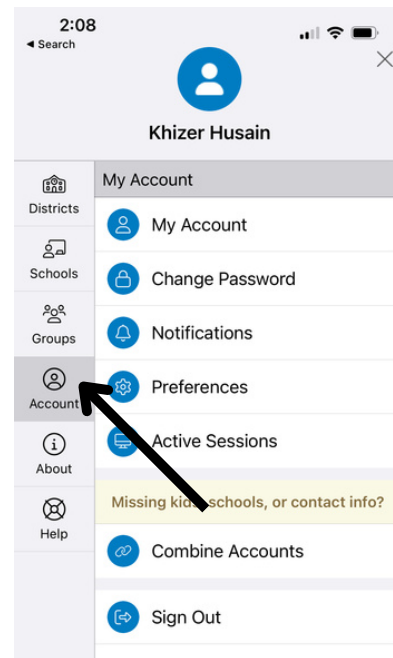 2:08
◀ Search
Khizer Husain
Districts
Schools
Groups
Account
About
Help
My Account
My Account
Change Password
Notifications
Preferences
Active Sessions
Missing kids, schools, or contact info?
Combine Accounts
Sign Out